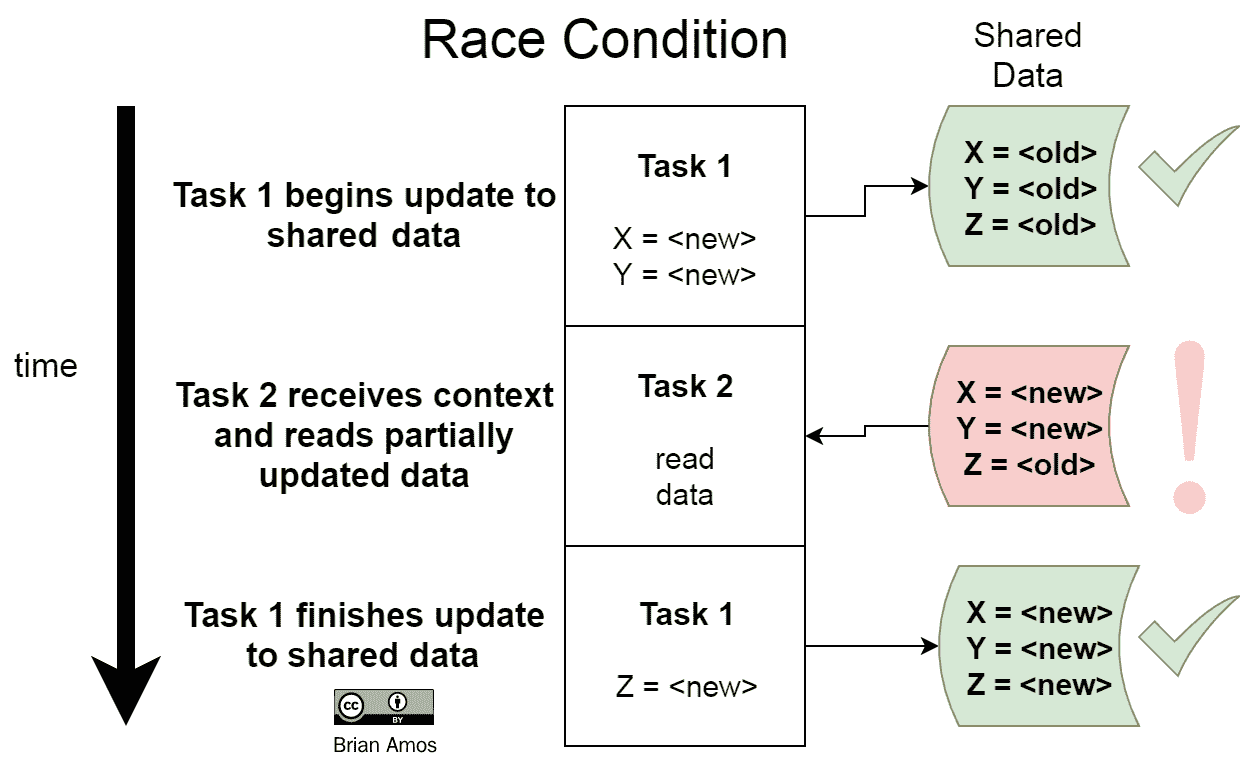 Race Condition
Shared
Data
time
Task 1 begins update to
shared data
Task 1
X = <new>
Y = <new>
X = <old>
Y = <old>
Z = <old>
Task 2 receives context
and reads partially
updated data
Task 2
read
data
X = <new>
Y = <new>
Z = <old>
!
Task 1 finishes update
to shared data
Task 1
Z = <new>
X = <new>
Y = <new>
Z = <new>
cc
BY
Brian Amos